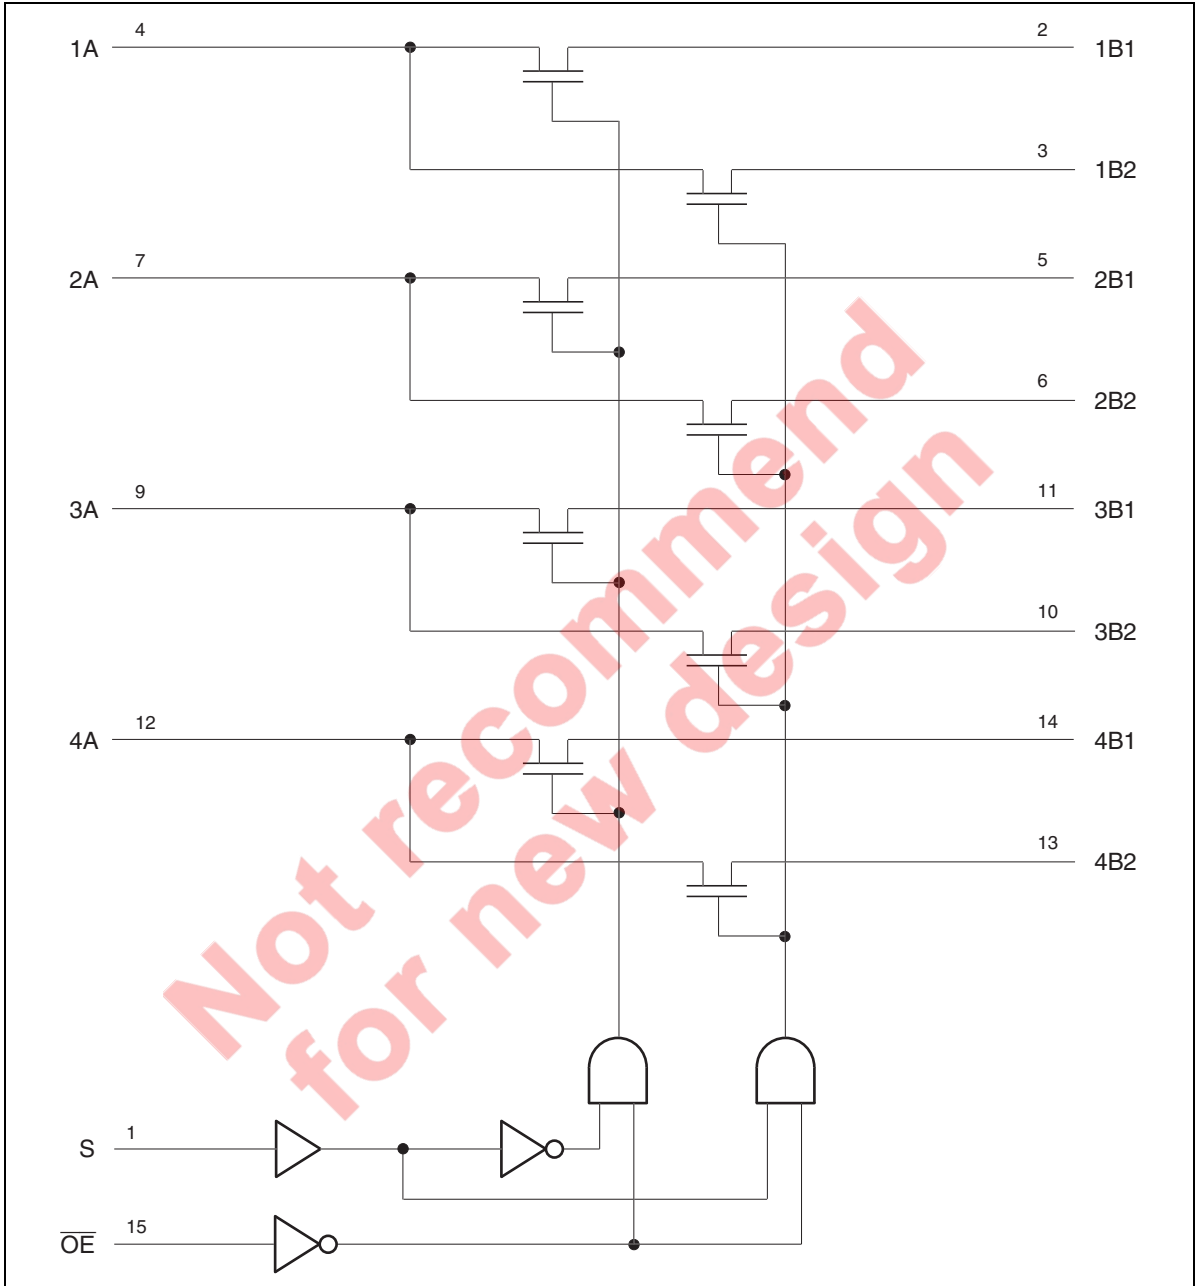 1A 4 2 1B1
3 1B2
2A 7 5 2B1
6 2B2
3A 9 11 3B1
10 3B2
4A 12 14 4B1
13 4B2
Not recommend
for new design
S 1
O̅E̅ 15